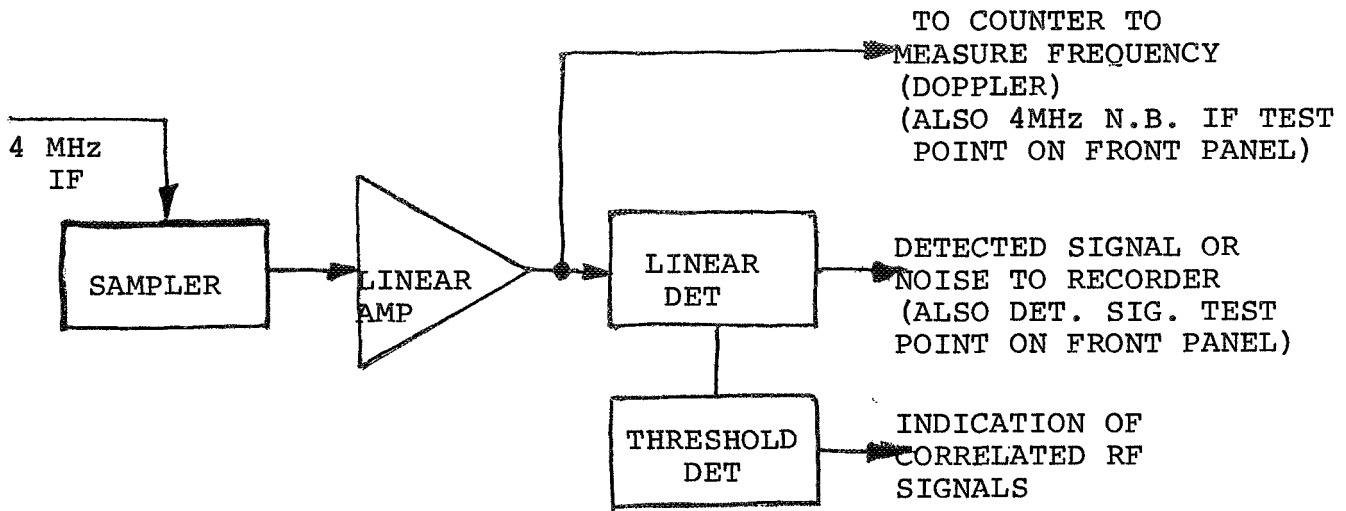 TO COUNTER TO
MEASURE FREQUENCY
(DOPPLER)
(ALSO 4MHz N.B. IF TEST
POINT ON FRONT PANEL)
4 MHz
IF
SAMPLER
LINEAR
AMP
LINEAR
DET
DETECTED SIGNAL OR
NOISE TO RECORDER
(ALSO DET. SIG. TEST
POINT ON FRONT PANEL)
THRESHOLD
DET
INDICATION OF
CORRELATED RF
SIGNALS